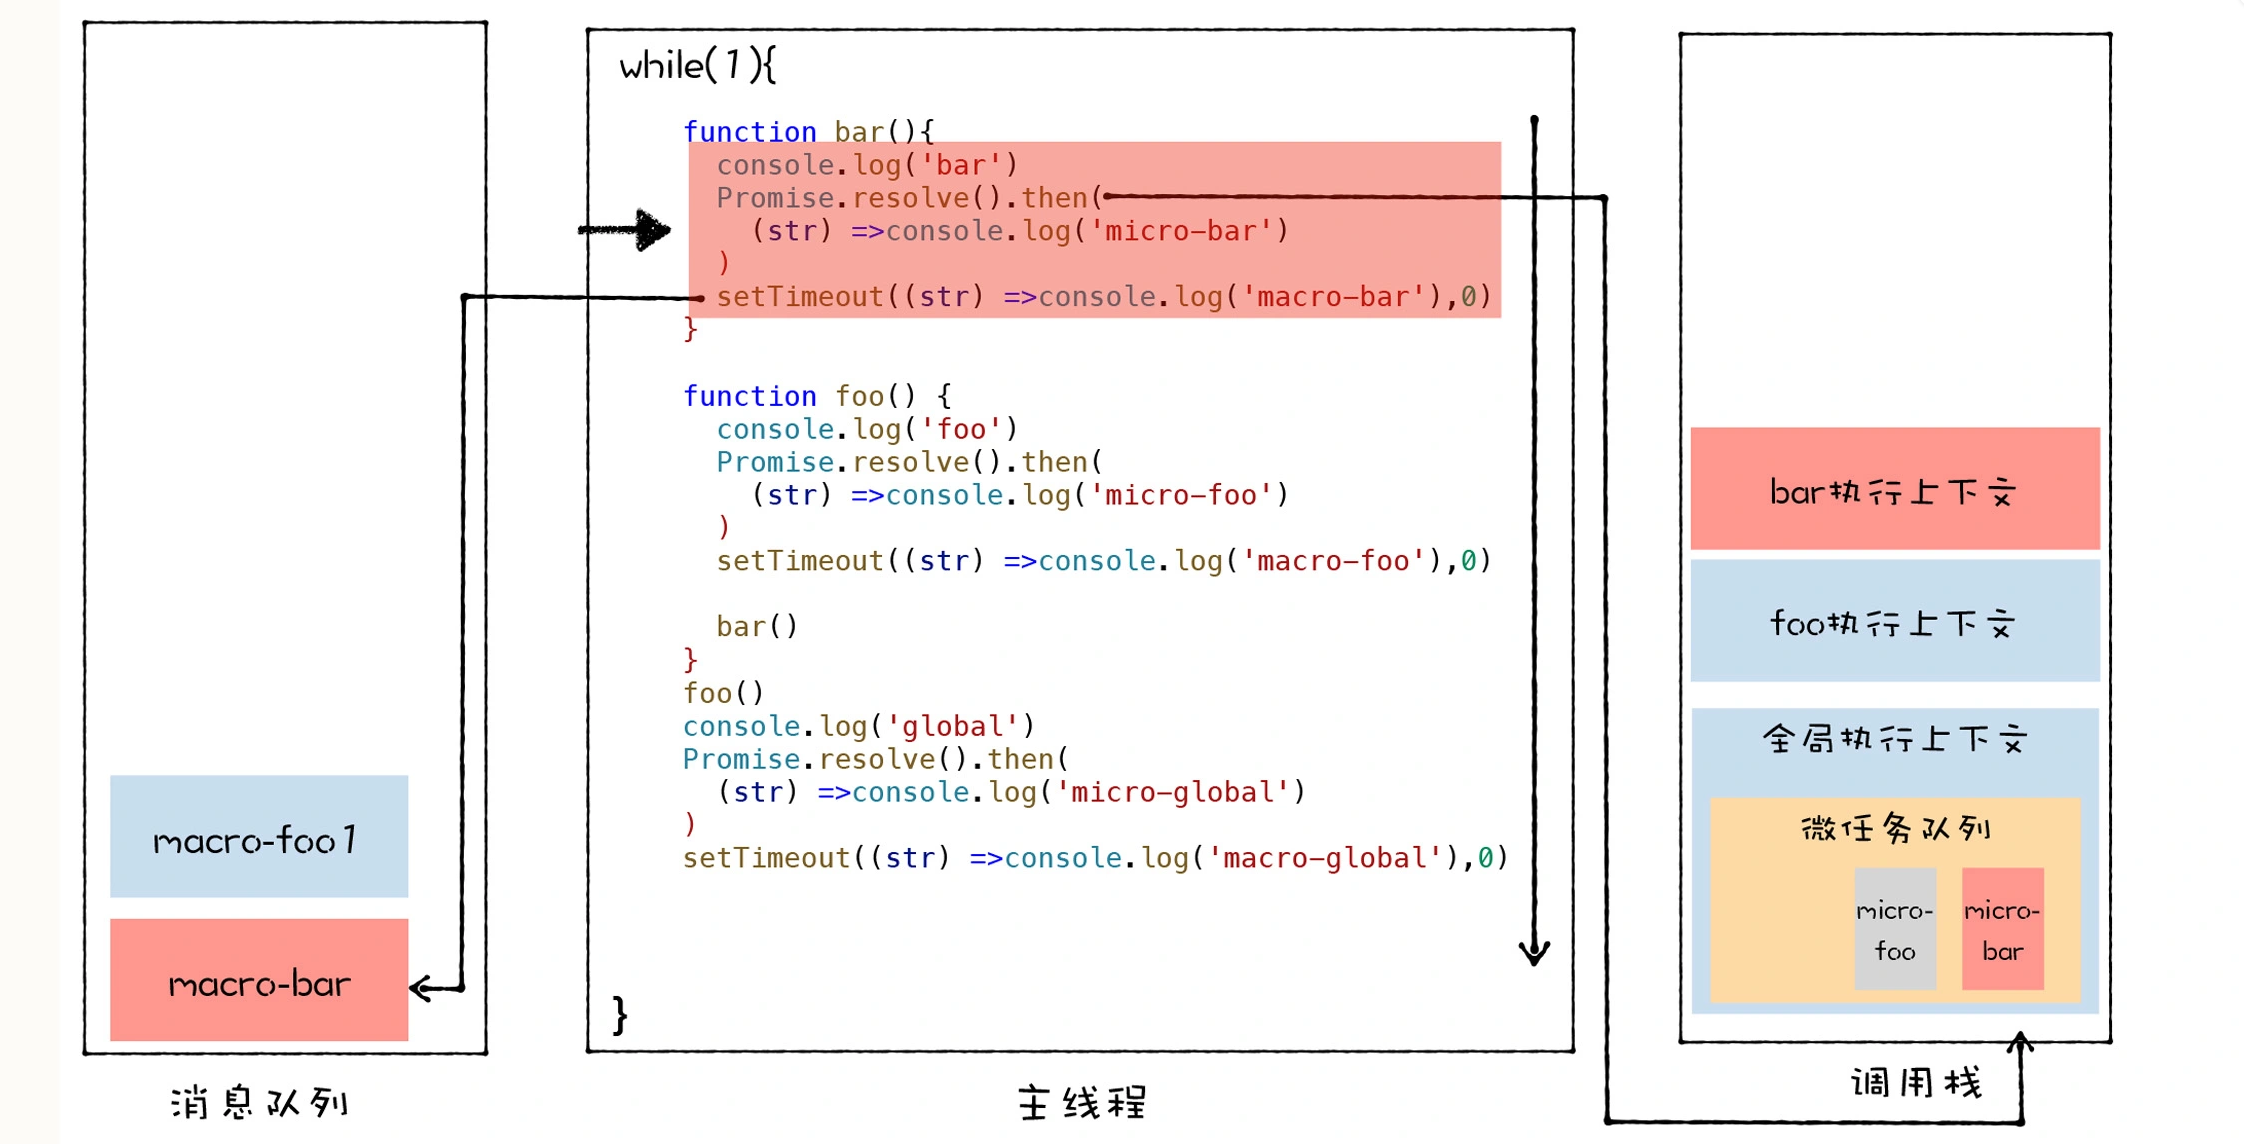 while(1){
function bar(){
console.log('bar')
Promise.resolve().then(
(str) =>console.log('micro-bar')
)
setTimeout((str) =>console.log('macro-bar'),0)
}
function foo() {
console.log('foo')
Promise.resolve().then(
(str) =>console.log('micro-foo')
)
setTimeout((str) =>console.log('macro-foo'),0)
bar()
}
foo()
console.log('global')
Promise.resolve().then(
(str) =>console.log('micro-global')
)
setTimeout((str) =>console.log('macro-global'),0)
}
macro-foo1
macro-bar
消息队列
主线程
bar执行上下文
foo执行上下文
全局执行上下文
微任务队列
micro-
foo
micro-
bar
调用栈